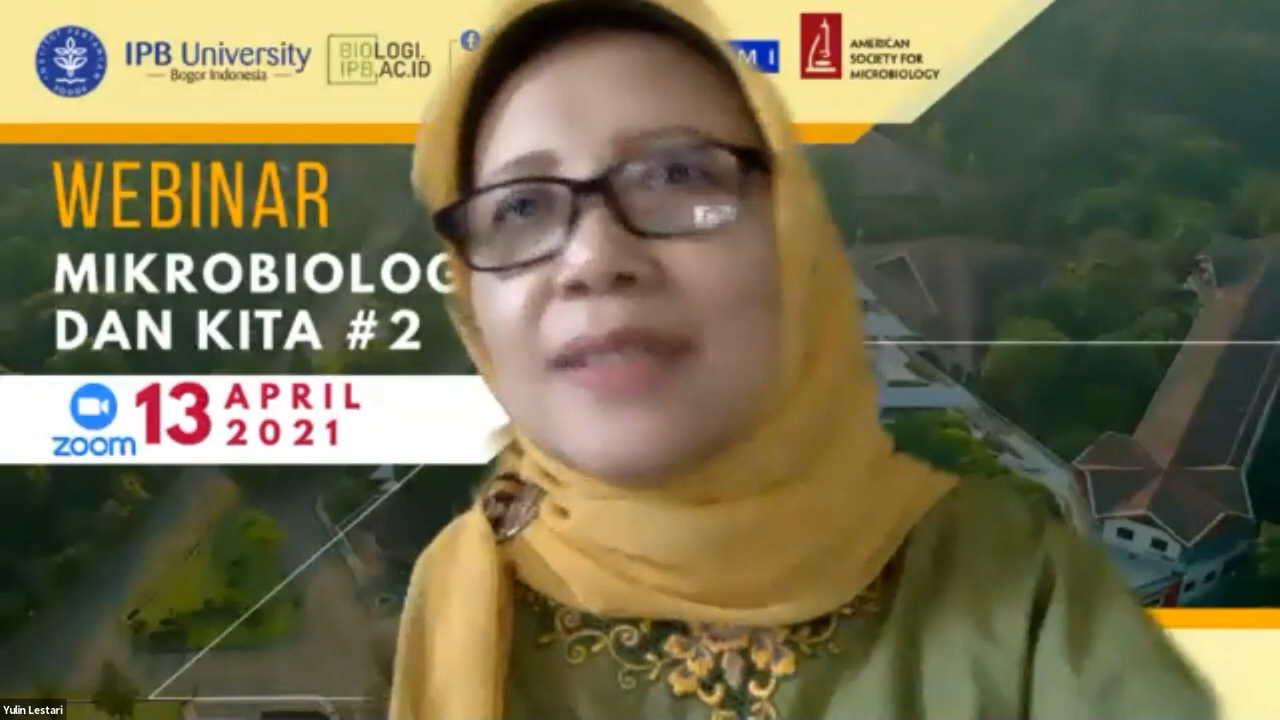 IPB University
Bogor Indonesia
BIOLOGI.
IPB.AC.ID
M I
AMERICAN
SOCIETY FOR
MICROBIOLOGY
WEBINAR
MIKROBIOLOG
DAN KITA #2
zoom
13 APRIL
2021
Yulin Lestari